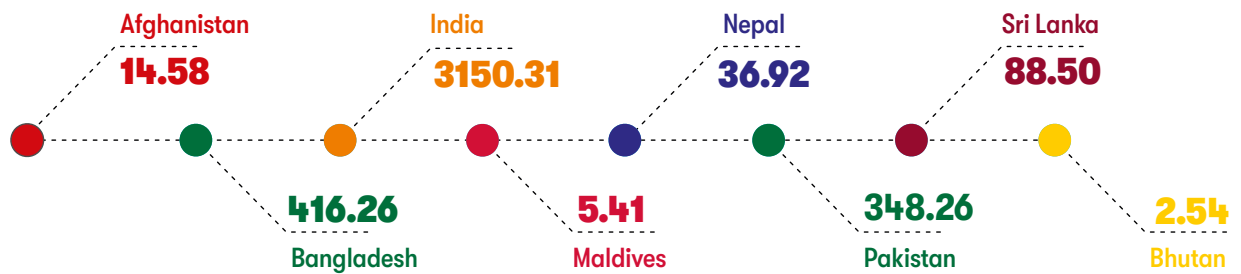 Afghanistan
14.58
India
3150.31
Nepal
36.92
Sri Lanka
88.50
416.26
Bangladesh
5.41
Maldives
348.26
Pakistan
2.54
Bhutan